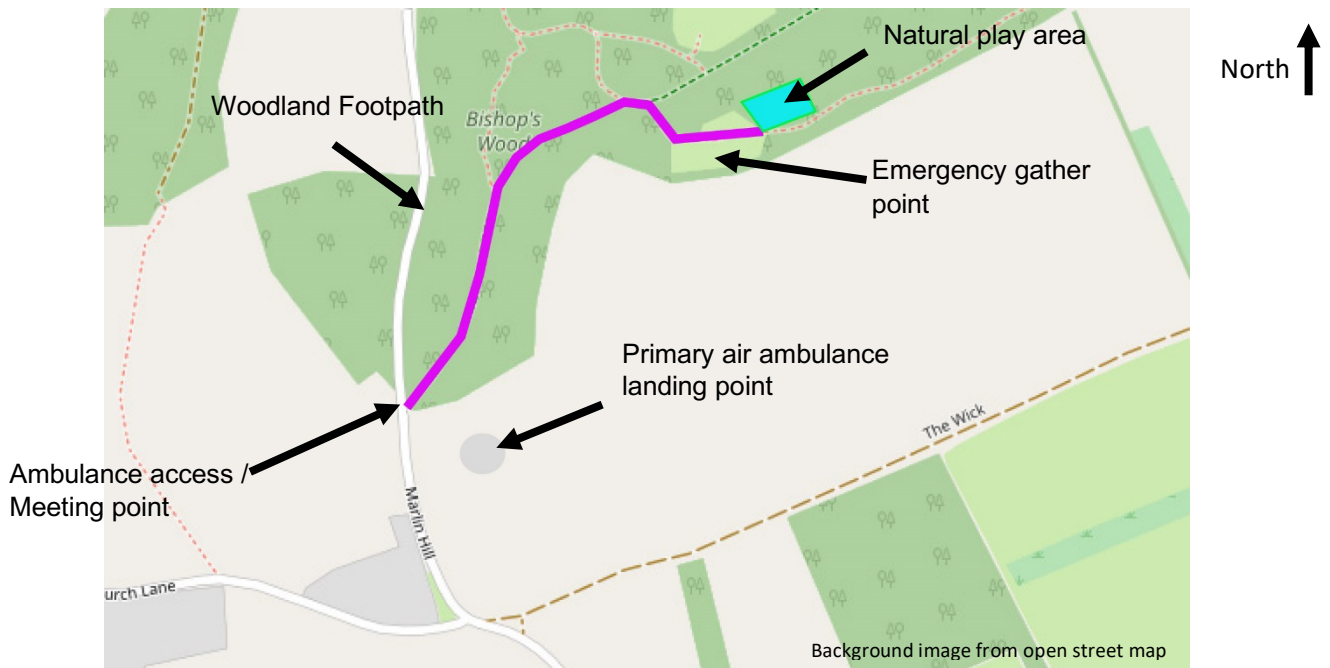 Natural play area
North
Woodland Footpath
Bishop's
Wood
Emergency gather
point
Primary air ambulance
landing point
The Wick
Ambulance access /
Meeting point
Marlin Hill
urch Lane
Background image from open street map